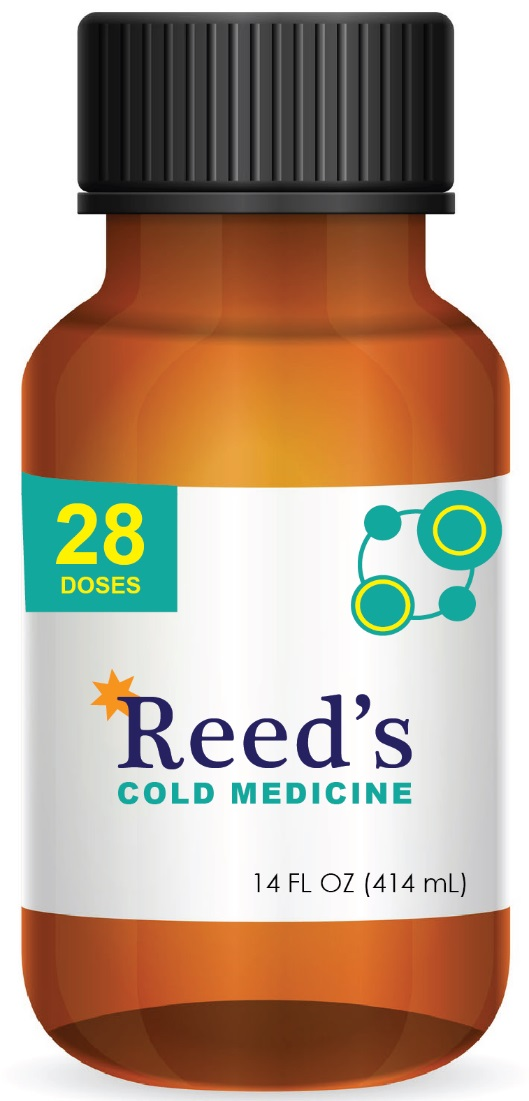 28
DOSES
Reed’s
COLD MEDICINE
14 FL OZ (414 mL)